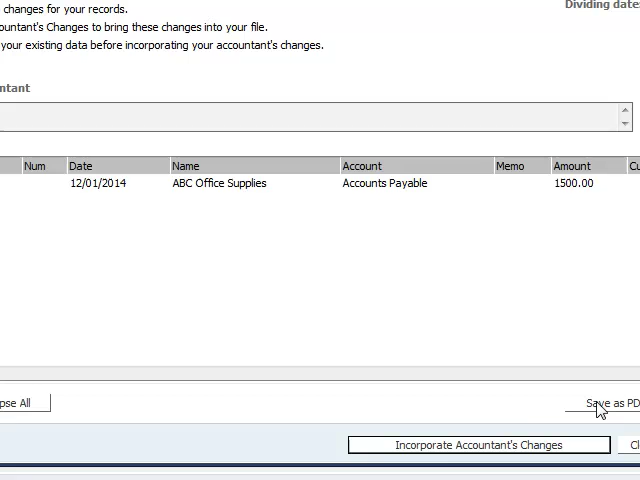 Dividing date:
changes for your records.
ountant's Changes to bring these changes into your file.
your existing data before incorporating your accountant's changes.
ntant
Num Date Name Account Memo Amount Cu
12/01/2014 ABC Office Supplies Accounts Payable 1500.00
pse All Save as PD
Incorporate Accountant's Changes Cl